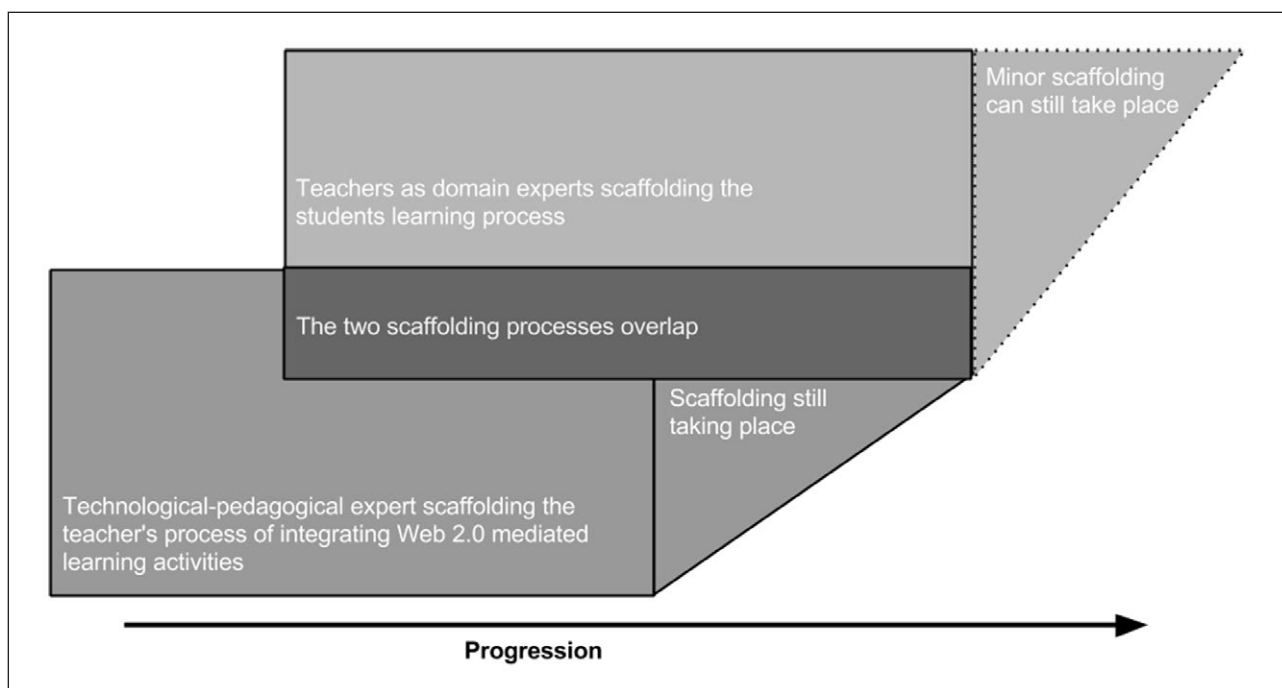 Minor scaffolding
can still take place
Teachers as domain experts scaffolding the
students learning process
The two scaffolding processes overlap
Scaffolding still
taking place
Technological-pedagogical expert scaffolding the
teacher's process of integrating Web 2.0 mediated
learning activities
Progression